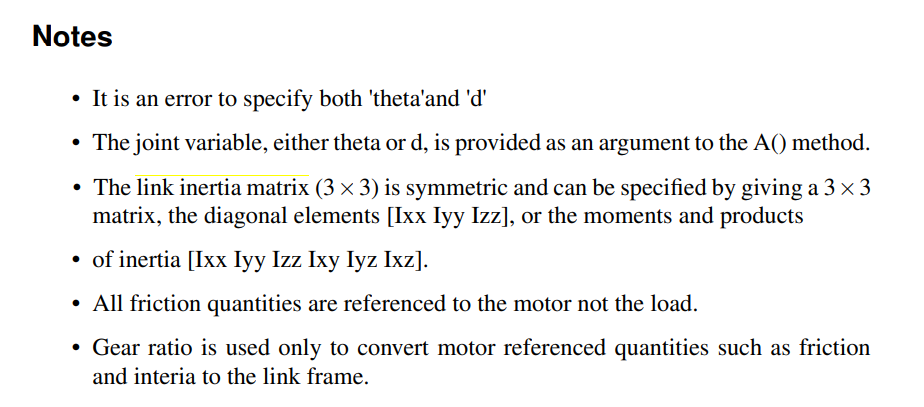 Notes
• It is an error to specify both 'theta'and 'd'
• The joint variable, either theta or d, is provided as an argument to the A() method.
• The link inertia matrix (3 × 3) is symmetric and can be specified by giving a 3 × 3
matrix, the diagonal elements [Ixx Iyy Izz], or the moments and products
• of inertia [Ixx Iyy Izz Ixy Iyz Ixz].
• All friction quantities are referenced to the motor not the load.
• Gear ratio is used only to convert motor referenced quantities such as friction
and interia to the link frame.